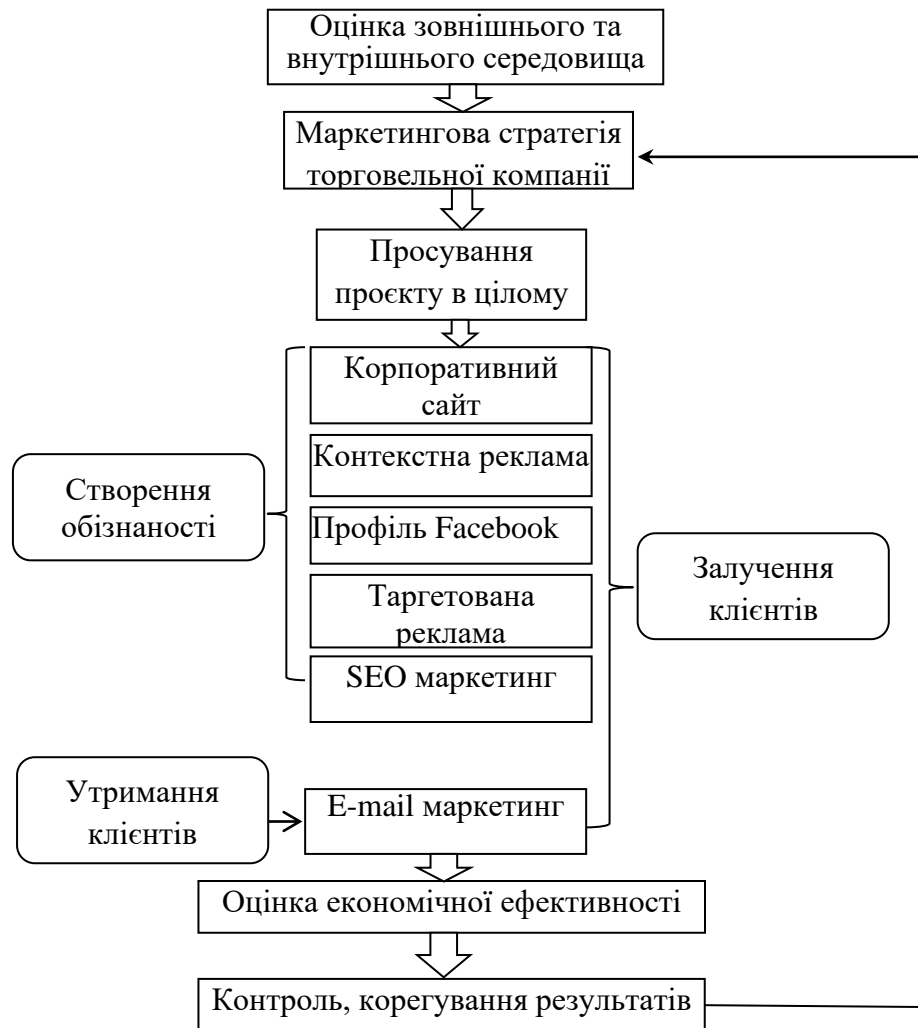 Оцінка зовнішнього та
внутрішнього середовища
Маркетингова стратегія
торговельної компанії
Просування
проєкту в цілому
Корпоративний
сайт
Контекстна реклама
Створення
обізнаності
Профіль Facebook
Залучення
клієнтів
Таргетована
реклама
SEO маркетинг
Утримання
клієнтів
E-mail маркетинг
Оцінка економічної ефективності
Контроль, корегування результатів